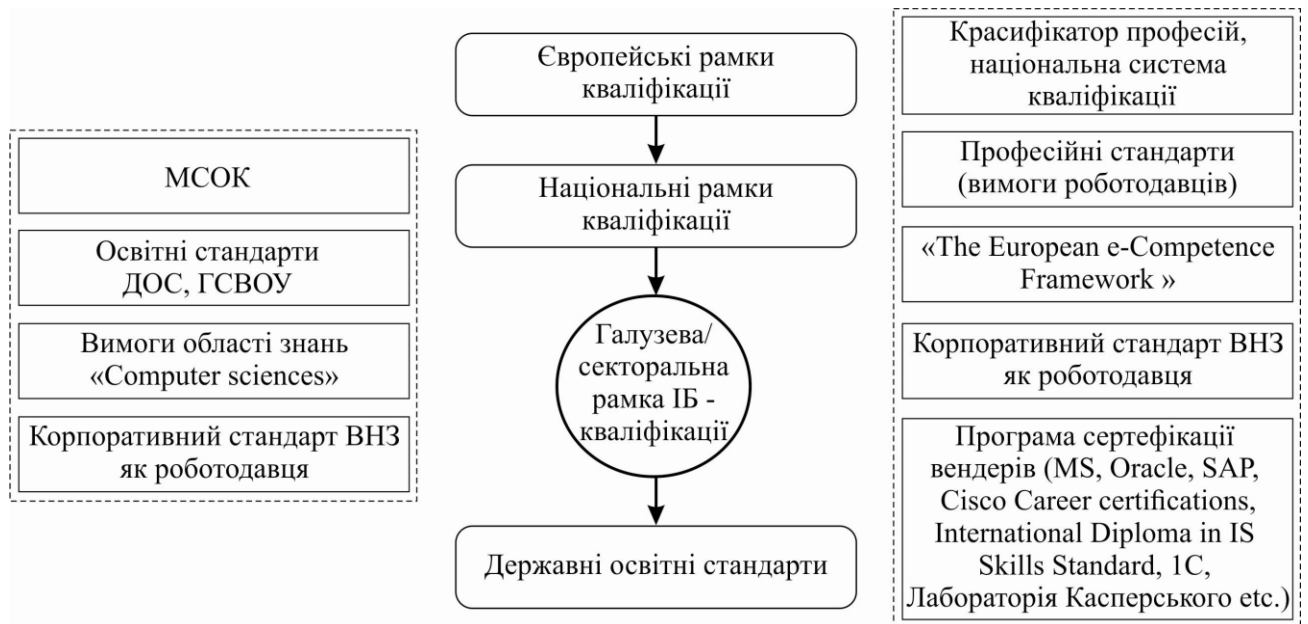 МСОК
Освітні стандарти
ДОС, ГСВОУ
Вимоги області знань
«Computer sciences»
Корпоративний стандарт ВНЗ
як роботодавця
Європейські рамки
кваліфікації
Національні рамки
кваліфікації
Галузева/
секторальна
рамка ІБ -
кваліфікації
Державні освітні стандарти
Красифікатор професій,
національна система
кваліфікації
Професійні стандарти
(вимоги роботодавців)
«The European e-Competence
Framework »
Корпоративний стандарт ВНЗ
як роботодавця
Програма сертефікації
вендерів (MS, Oracle, SAP,
Cisco Career certifications,
International Diploma in IS
Skills Standard, 1С,
Лабораторія Касперського etc.)